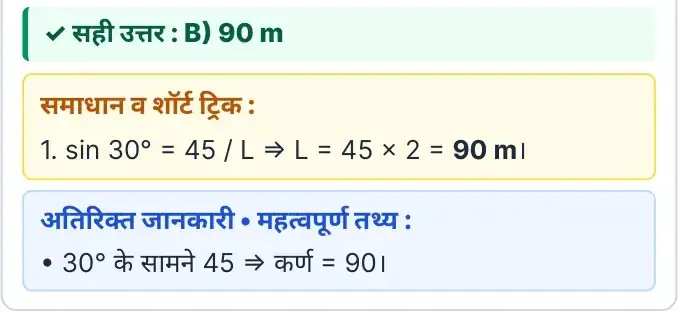 ✓ सही उत्तर : B) 90 m
समाधान व शॉर्ट ट्रिक :
1. sin 30° = 45 / L ⇒ L = 45 × 2 = 90 m।
अतिरिक्त जानकारी • महत्वपूर्ण तथ्य :
• 30° के सामने 45 ⇒ कर्ण = 90।